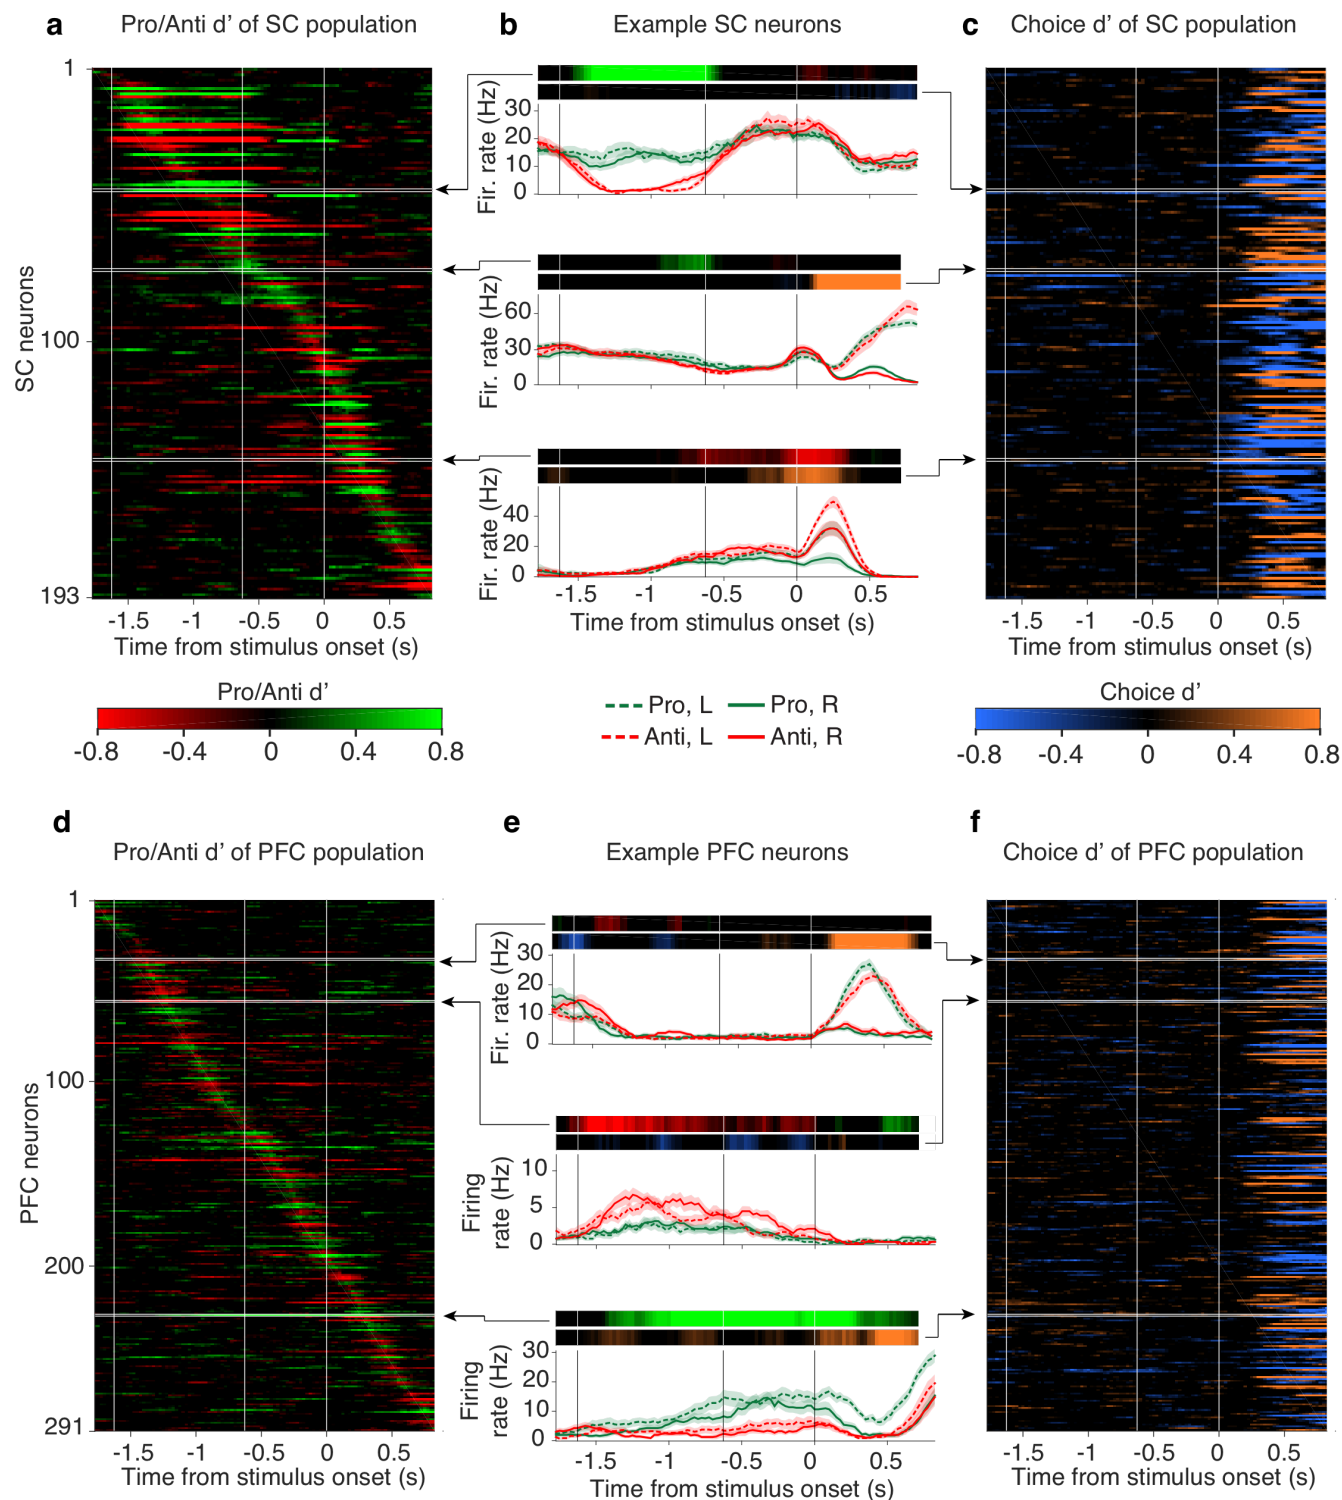 a Pro/Anti d’ of SC population
b Example SC neurons
c Choice d’ of SC population
1
100
193
SC neurons
-1.5 -1 -0.5 0 0.5
Time from stimulus onset (s)
30
20
10
0
Fir. rate (Hz)
60
30
0
Fir. rate (Hz)
40
20
0
Fir. rate (Hz)
-1.5 -1 -0.5 0 0.5
Time from stimulus onset (s)
-1.5 -1 -0.5 0 0.5
Time from stimulus onset (s)
Pro/Anti d’
-0.8 -0.4 0 0.4 0.8
Pro, L Pro, R
Anti, L Anti, R
Choice d’
-0.8 -0.4 0 0.4 0.8
d Pro/Anti d’ of PFC population
e Example PFC neurons
f Choice d’ of PFC population
1
100
200
291
PFC neurons
-1.5 -1 -0.5 0 0.5
Time from stimulus onset (s)
30
20
10
0
Fir. rate (Hz)
10
5
0
Firing
rate (Hz)
30
20
10
0
Firing
rate (Hz)
-1.5 -1 -0.5 0 0.5
Time from stimulus onset (s)
-1.5 -1 -0.5 0 0.5
Time from stimulus onset (s)